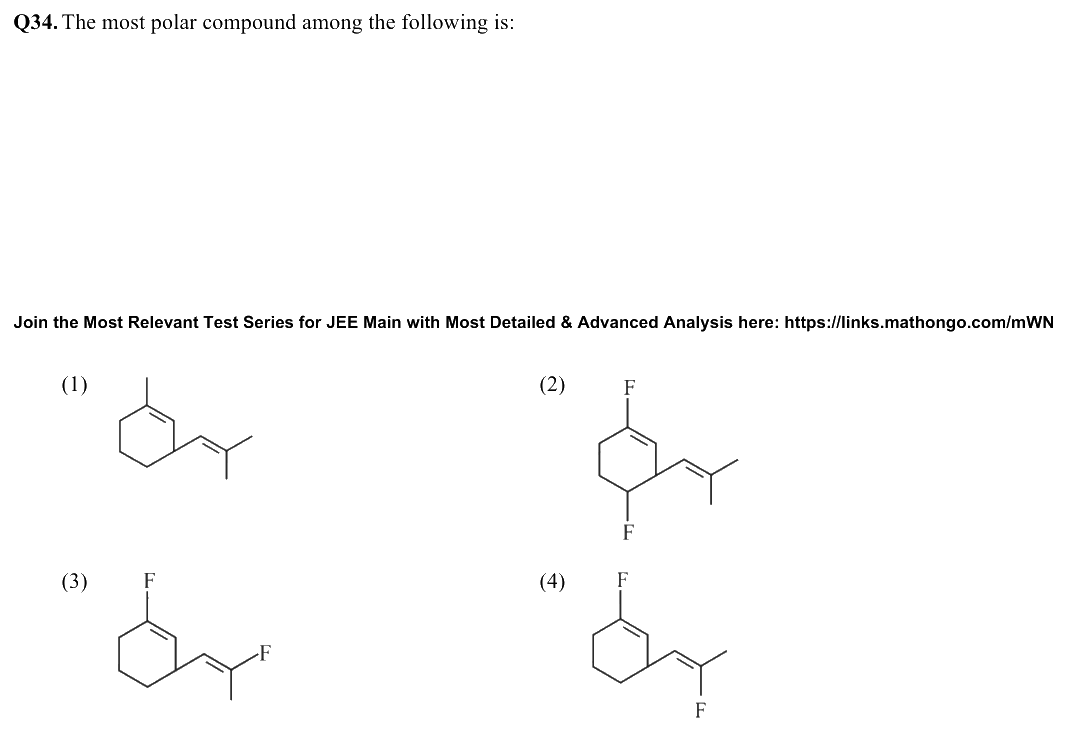 Q34. The most polar compound among the following is:
Join the Most Relevant Test Series for JEE Main with Most Detailed & Advanced Analysis here: https://links.mathongo.com/mWN
(1)
(2)
F
F
(3)
F
F
(4)
F
F